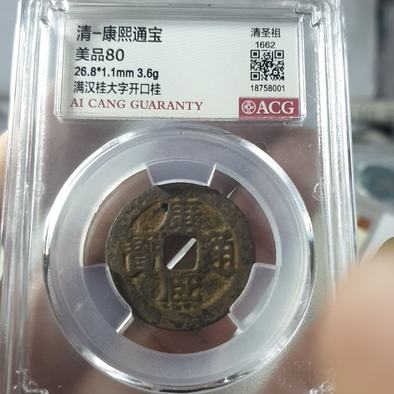 清-康熙通宝
美品80
26.8*1.1mm 3.6g
满汉桂大字开口桂
AI CANG GUARANTY
清圣祖
1662
18758001
ACG
康熙通寶